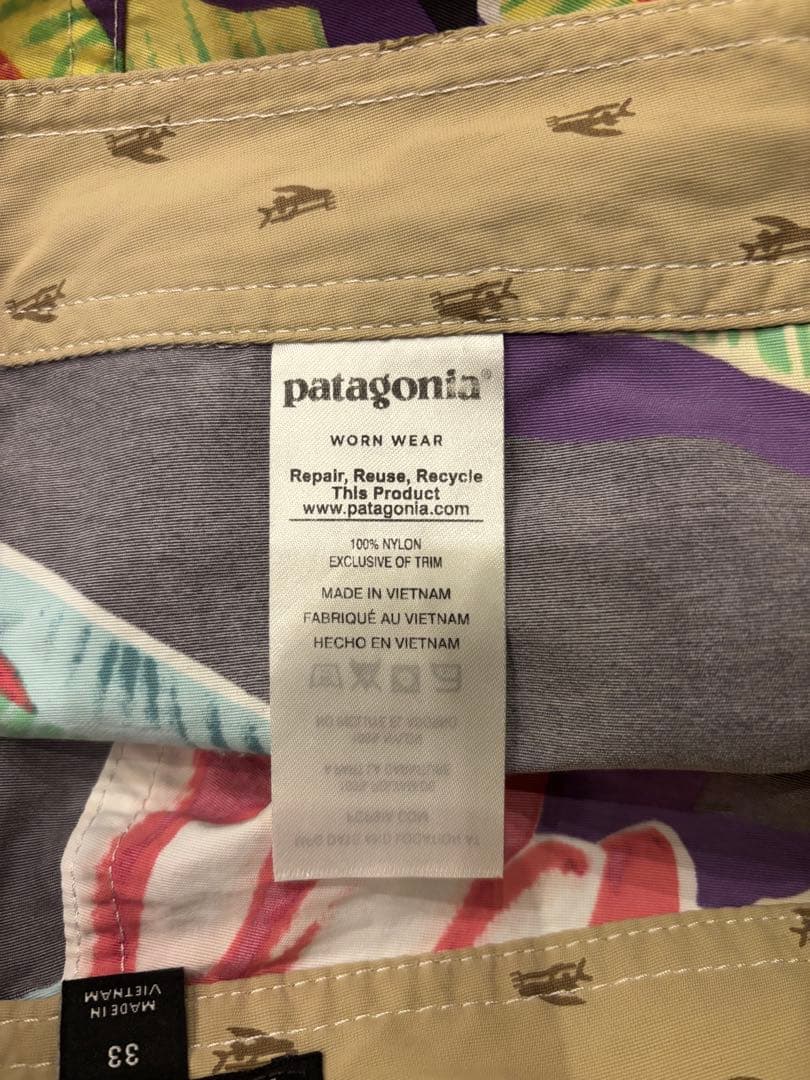 patagonia®
WORN WEAR
Repair, Reuse, Recycle
This Product
www.patagonia.com
100% NYLON
EXCLUSIVE OF TRIM
MADE IN VIETNAM
FABRIQUÉ AU VIETNAM
HECHO EN VIETNAM
MADE IN
VIETNAM
33